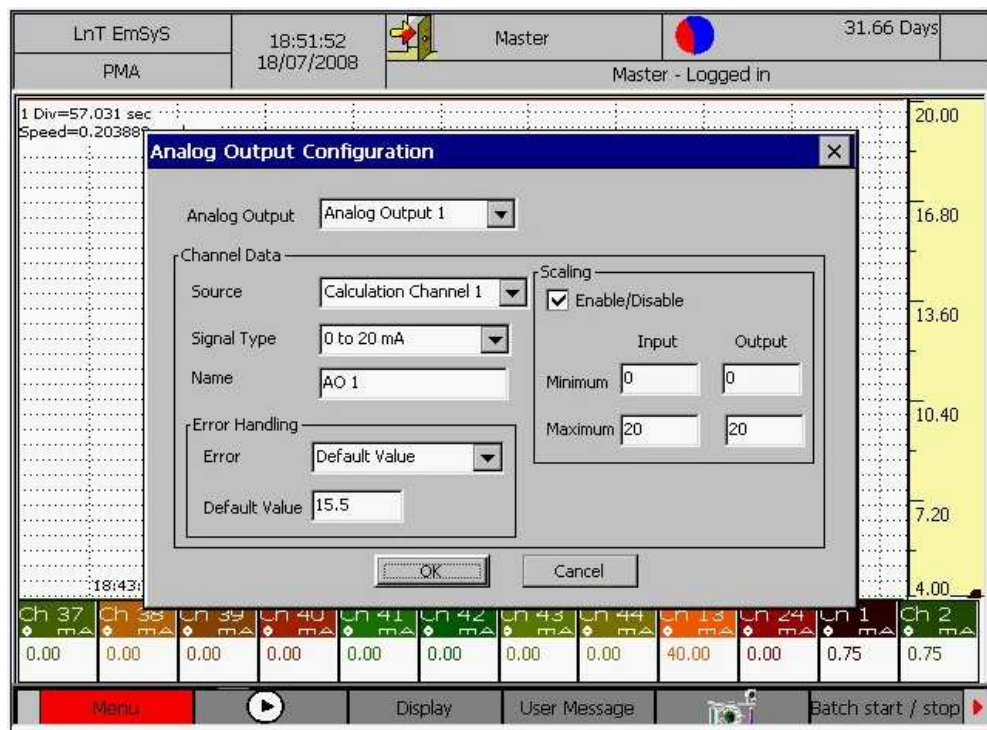 LnT EmSyS
PMA
18:51:52
18/07/2008
Master
31.66 Days
Master - Logged in
1 Div=57.031 sec
Speed=0.203889
Analog Output Configuration
Analog Output
Analog Output 1
Channel Data
Source
Calculation Channel 1
Signal Type
0 to 20 mA
Name
AO 1
Error Handling
Error
Default Value
Default Value
15.5
Scaling
Enable/Disable
Input Output
Minimum 0 0
Maximum 20 20
OK
Cancel
20.00
16.80
13.60
10.40
7.20
4.00
18:43:
Ch 37 Ch 38 Ch 39 Ch 40 Ch 41 Ch 42 Ch 43 Ch 44 Ch 13 Ch 24 Ch 1 Ch 2
mA mA mA mA mA mA mA mA mA mA mA mA
0.00 0.00 0.00 0.00 0.00 0.00 0.00 0.00 40.00 0.00 0.75 0.75
Menu
Display
User Message
Batch start / stop